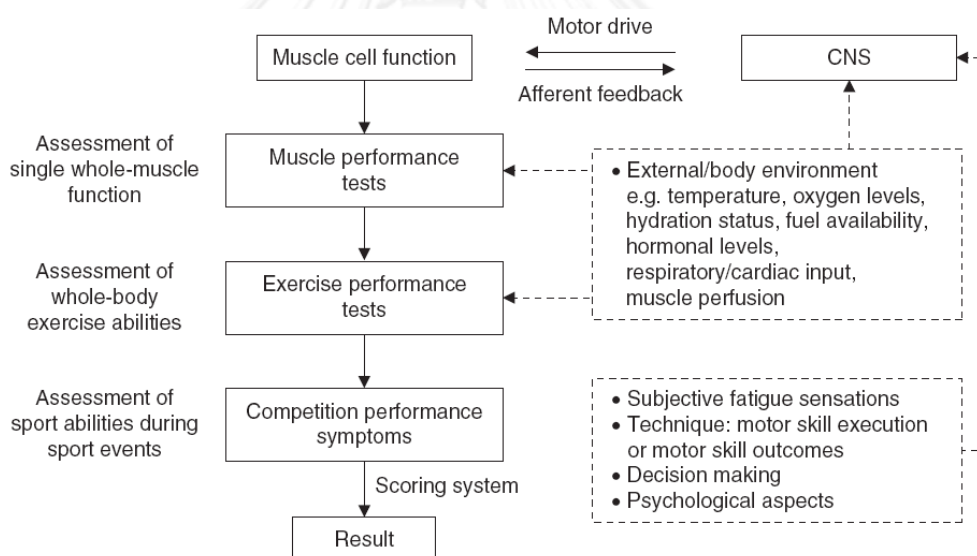 Motor drive
Muscle cell function
CNS
Afferent feedback
Assessment of
single whole-muscle
function
Muscle performance
tests
• External/body environment
e.g. temperature, oxygen levels,
hydration status, fuel availability,
hormonal levels,
respiratory/cardiac input,
muscle perfusion
Assessment of
whole-body
exercise abilities
Exercise performance
tests
Assessment of
sport abilities during
sport events
Competition performance
symptoms
• Subjective fatigue sensations
• Technique: motor skill execution
or motor skill outcomes
• Decision making
• Psychological aspects
Scoring system
Result